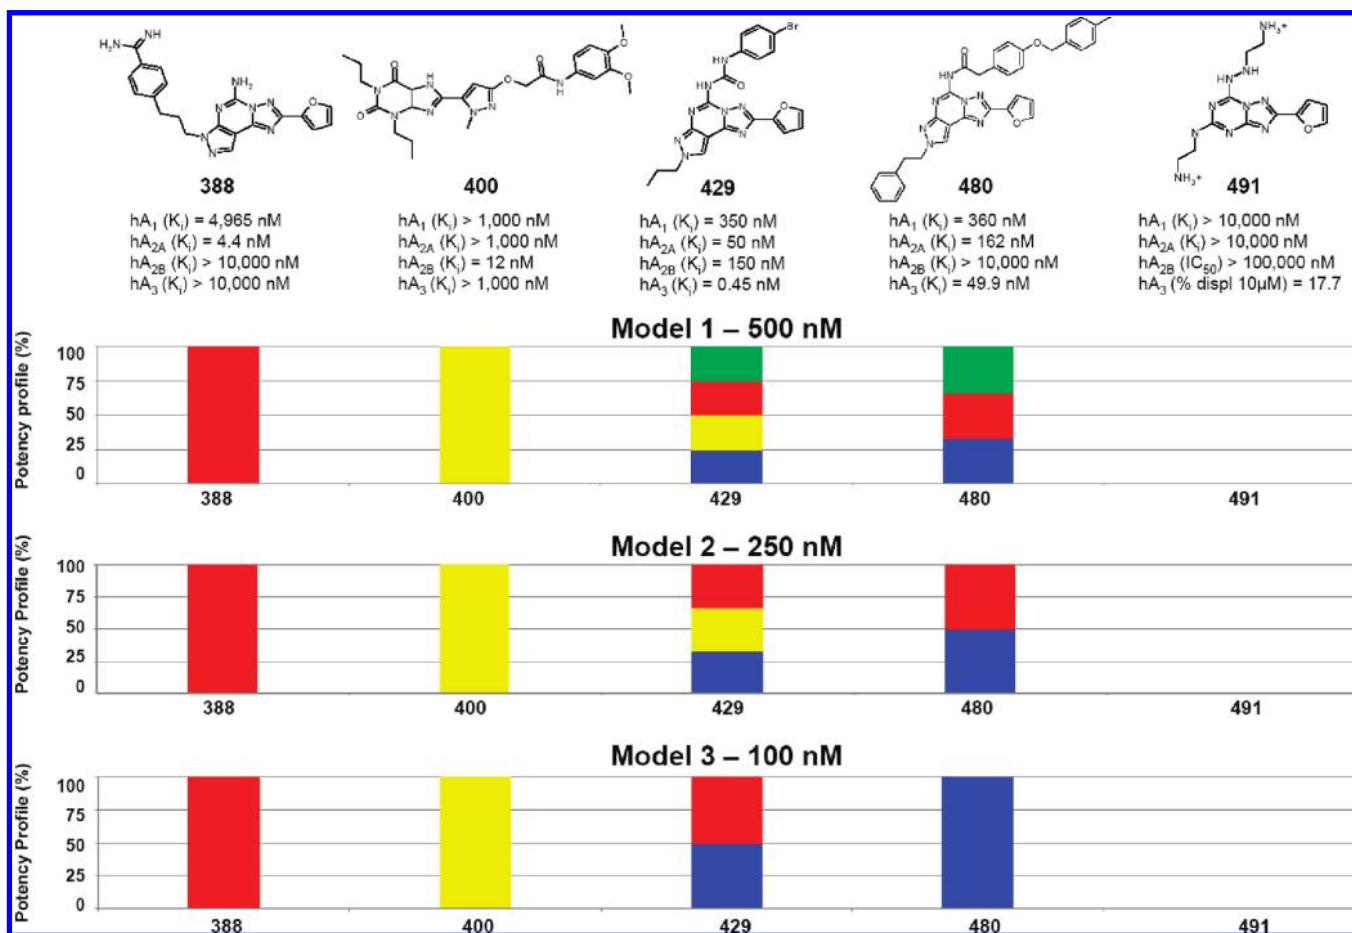 388
400
429
480
491
hA1 (Ki) = 4,965 nM
hA2A (Ki) = 4.4 nM
hA2B (Ki) > 10,000 nM
hA3 (Ki) > 10,000 nM
hA1 (Ki) > 1,000 nM
hA2A (Ki) > 1,000 nM
hA2B (Ki) = 12 nM
hA3 (Ki) > 1,000 nM
hA1 (Ki) = 350 nM
hA2A (Ki) = 50 nM
hA2B (Ki) = 150 nM
hA3 (Ki) = 0.45 nM
hA1 (Ki) = 360 nM
hA2A (Ki) = 162 nM
hA2B (Ki) > 10,000 nM
hA3 (Ki) = 49.9 nM
hA1 (Ki) > 10,000 nM
hA2A (Ki) > 10,000 nM
hA2B (IC50) > 100,000 nM
hA3 (% displ 10µM) = 17.7
Model 1 – 500 nM
Potency profile (%)
100
75
50
25
0
388
400
429
480
491
Model 2 – 250 nM
Potency Profile (%)
100
75
50
25
0
388
400
429
480
491
Model 3 – 100 nM
Potency Profile (%)
100
75
50
25
0
388
400
429
480
491